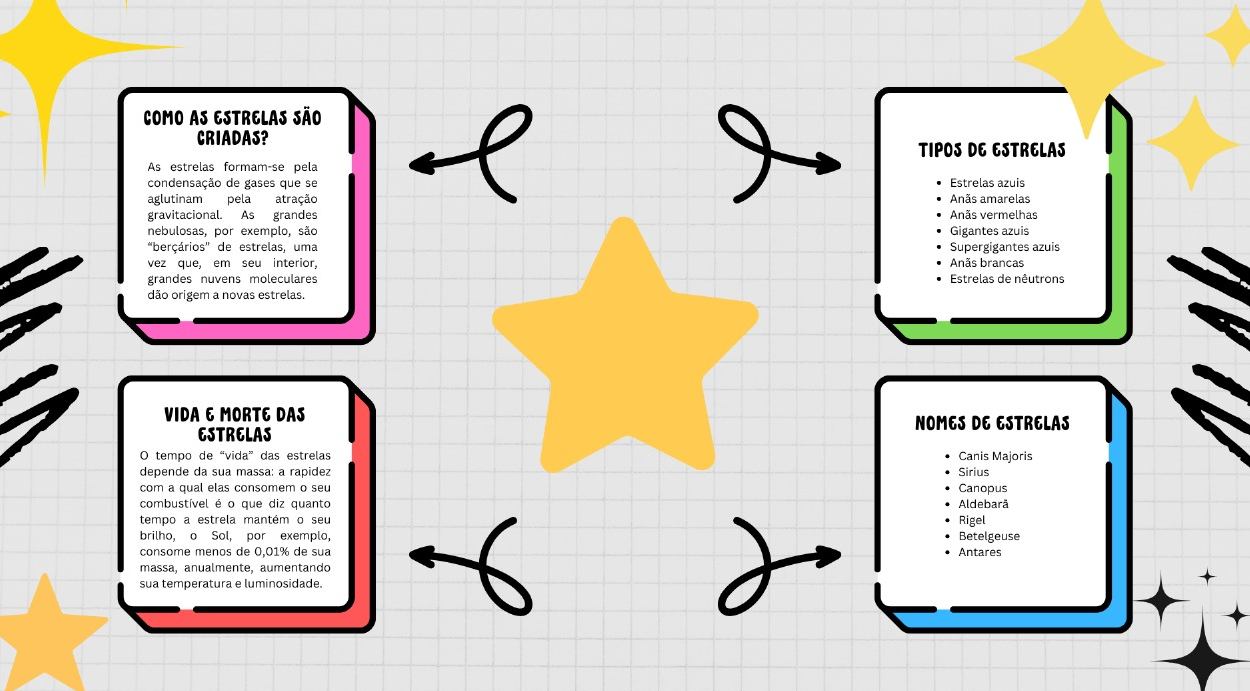 COMO AS ESTRELAS SÃO
CRIADAS?
As estrelas formam-se pela
condensação de gases que se
aglutinam pela atração
gravitacional. As grandes
nebulosas, por exemplo, são
“berçários” de estrelas, uma
vez que, em seu interior,
grandes nuvens moleculares
dão origem a novas estrelas.
TIPOS DE ESTRELAS
• Estrelas azuis
• Anãs amarelas
• Anãs vermelhas
• Gigantes azuis
• Supergigantes azuis
• Anãs brancas
• Estrelas de nêutrons
VIDA E MORTE DAS
ESTRELAS
O tempo de “vida” das estrelas
depende da sua massa: a rapidez
com a qual elas consomem o seu
combustível é o que diz quanto
tempo a estrela mantém o seu
brilho, o Sol, por exemplo,
consome menos de 0,01% de sua
massa, anualmente, aumentando
sua temperatura e luminosidade.
NOMES DE ESTRELAS
• Canis Majoris
• Sirius
• Canopus
• Aldebarã
• Rigel
• Betelgeuse
• Antares